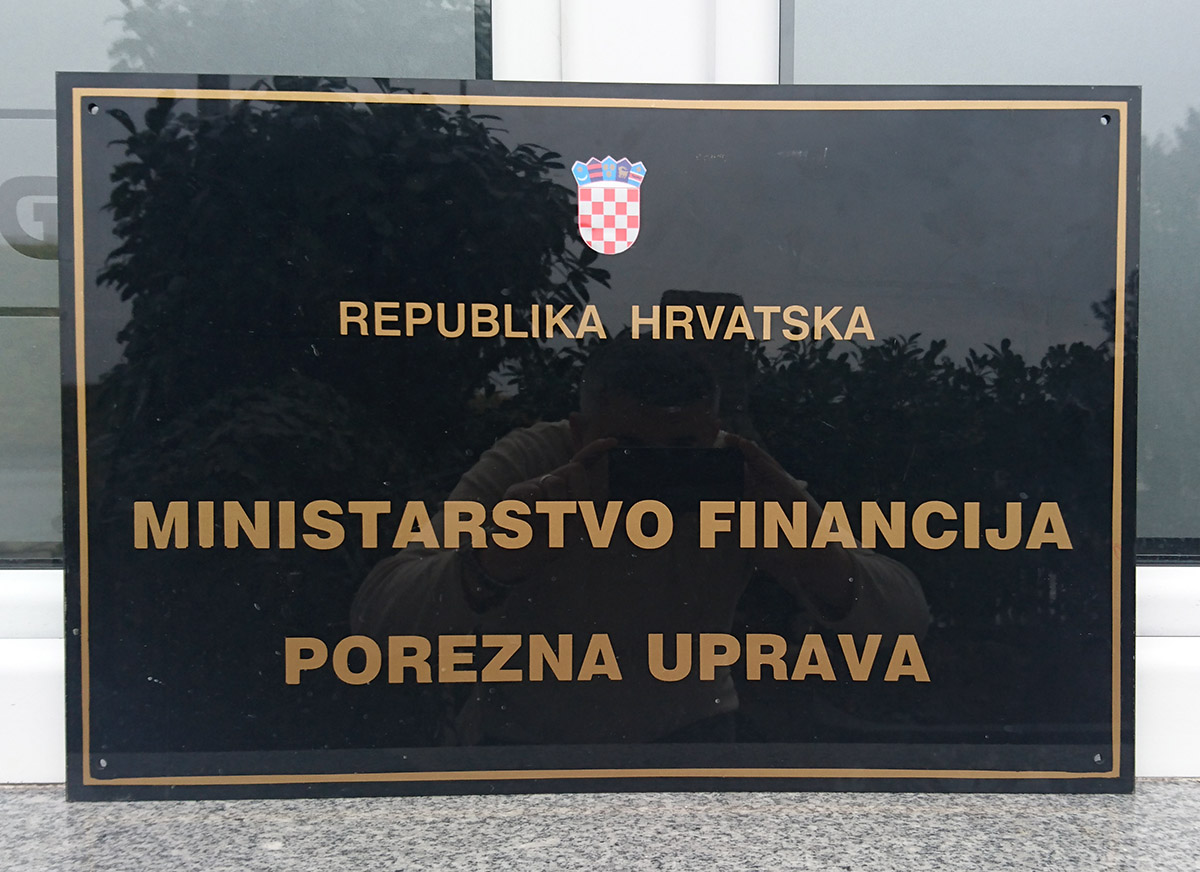 REPUBLIKA HRVATSKA
MINISTARSTVO FINANCIJA
POREZNA UPRAVA